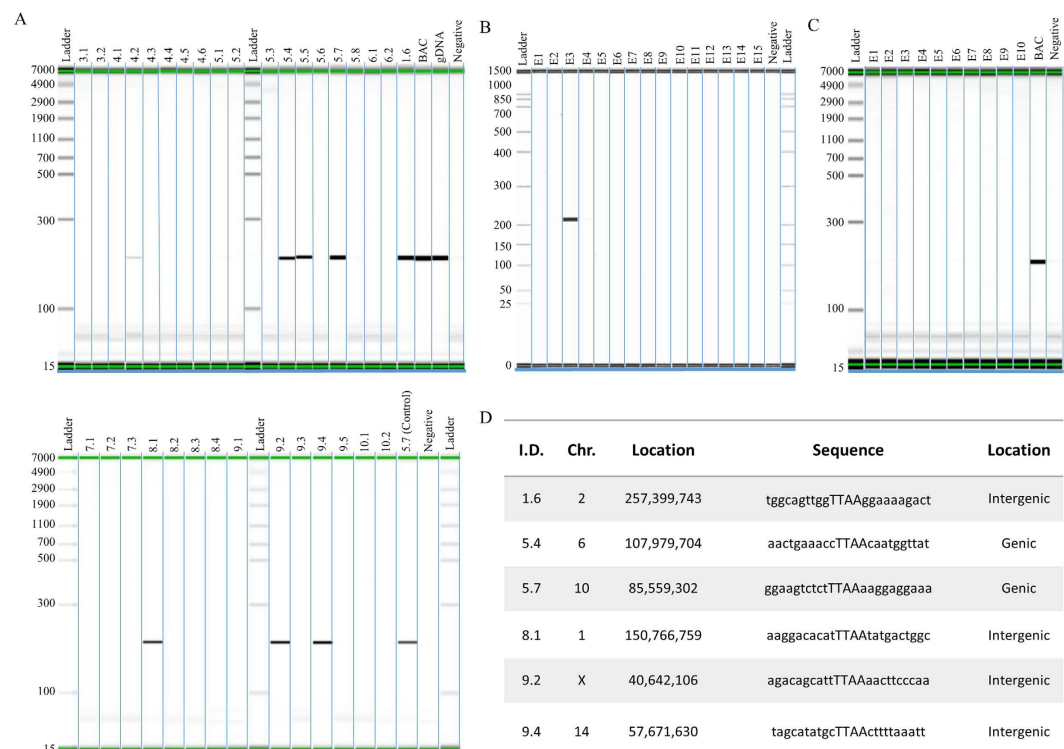 A
Ladder 3.1 3.2 4.1 4.2 4.3 4.4 4.5 4.6 5.1 5.2 Ladder 5.3 5.4 5.5 5.6 5.7 5.8 6.1 6.2 1.6 BAC gDNA Negative
7000
4900
2900
1900
1100
700
500
300
100
15
B
Ladder E1 E2 E3 E4 E5 E6 E7 E8 E9 E10 E12 E11 E13 E14 E15 Negative Ladder
1500
1000
850
700
500
400
300
200
150
100
50
25
0
C
Ladder E1 E2 E3 E4 E5 E6 E7 E8 E9 E10 BAC Negative
7000
4900
2900
1900
1100
700
500
300
100
15
Ladder 7.1 7.2 7.3 8.1 8.2 8.3 8.4 9.1 Ladder 9.2 9.3 9.4 9.5 10.1 10.2 5.7 (Control) Negative Ladder
7000
4900
2900
1900
1100
700
500
300
100
15
D
I.D. Chr. Location Sequence Location
1.6 2 257,399,743 tggcagttggTTAAggaaaagact Intergenic
5.4 6 107,979,704 aactgaaaccTTAAcaatggttat Genic
5.7 10 85,559,302 ggaagtctctTTAAaaggaggaaa Genic
8.1 1 150,766,759 aaggacacatTTAAtatgactggc Intergenic
9.2 X 40,642,106 agacagcattTTAAaacttcccaa Intergenic
9.4 14 57,671,630 tagcatatgcTTAActtttaaatt Intergenic